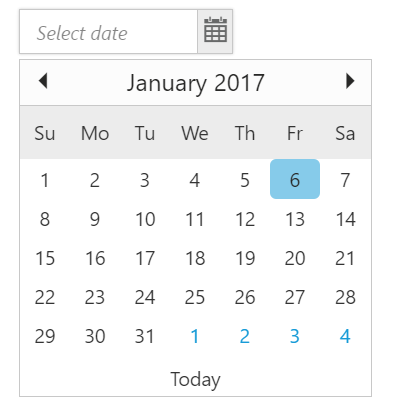 Select date
January 2017
Su Mo Tu We Th Fr Sa
1 2 3 4 5 6 7
8 9 10 11 12 13 14
15 16 17 18 19 20 21
22 23 24 25 26 27 28
29 30 31 1 2 3 4
Today